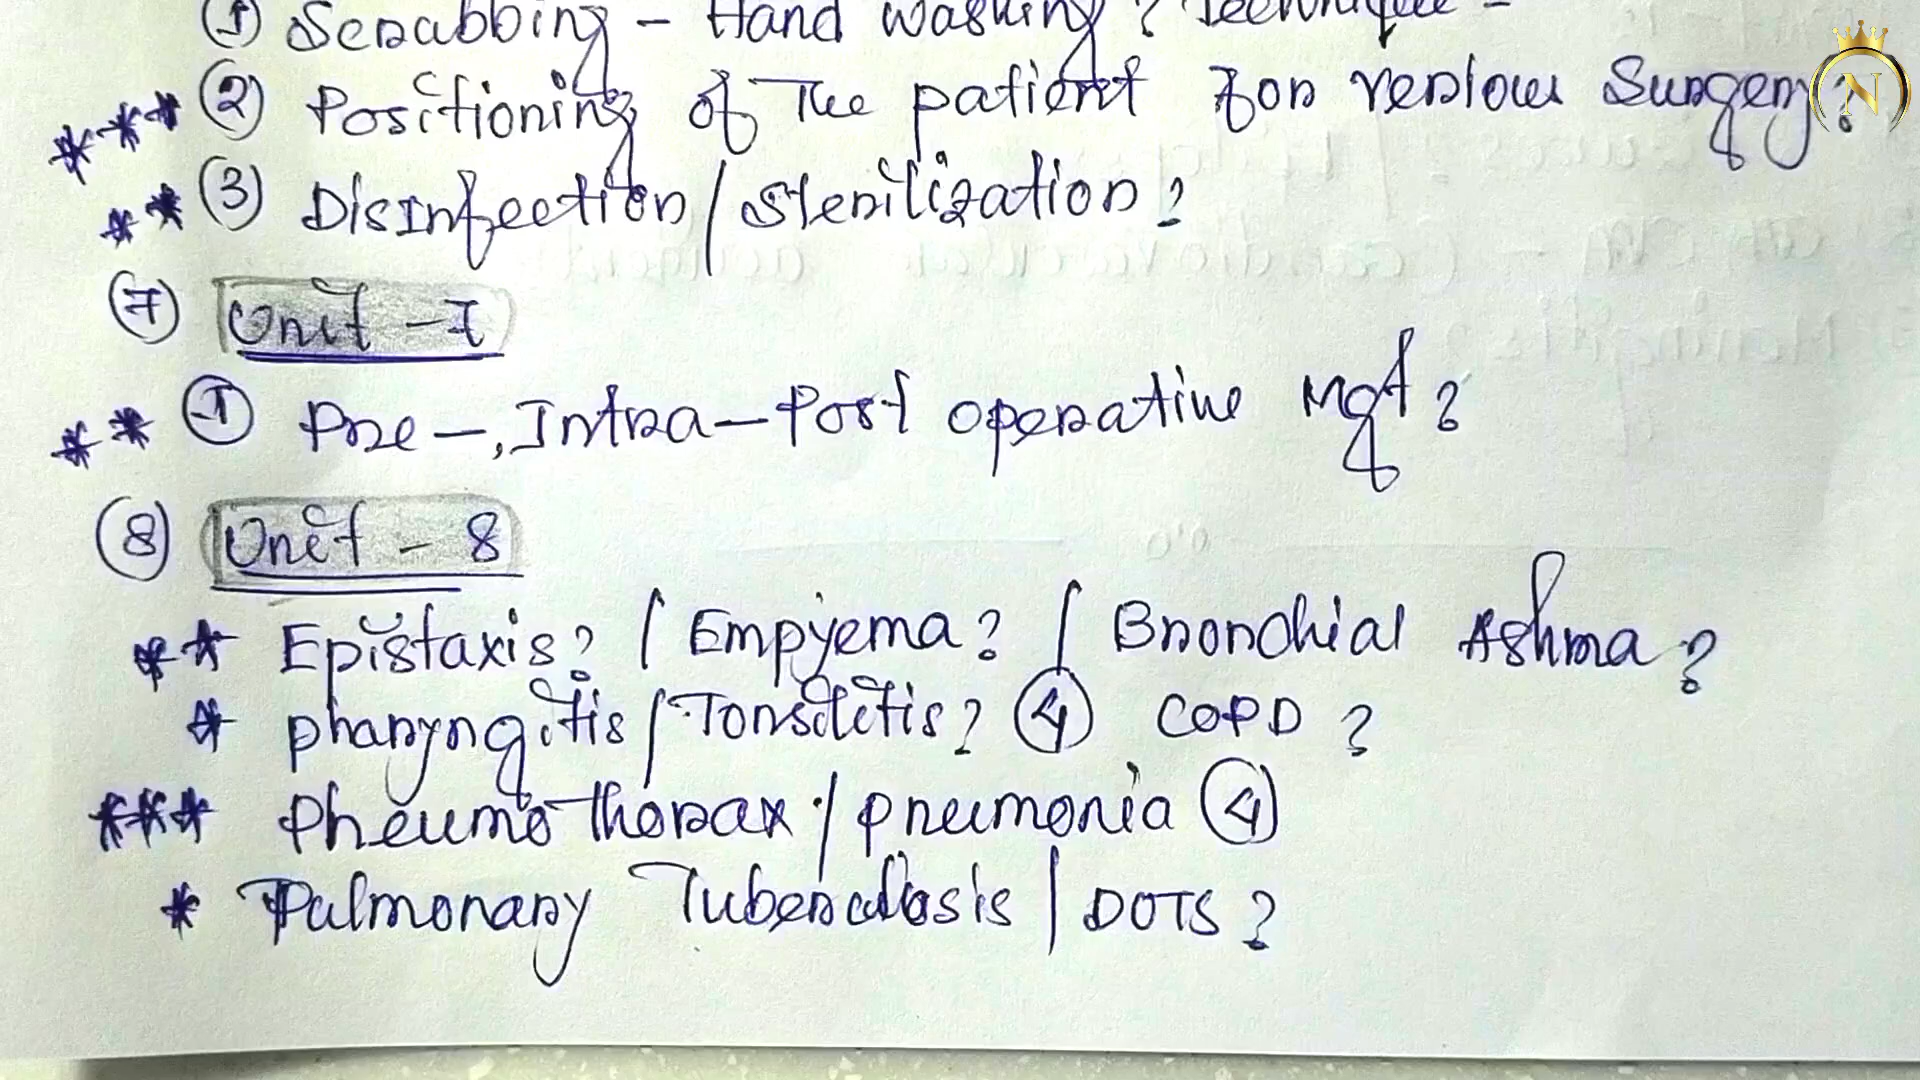 ① Scrubbing - Hand washing? Technique -
*** ② Positioning of The patient for various Surgery?
N
** ③ DisInfection / Sterilization?
⑦ Unit - 7
** ① Pre -, Intra - Post operative Mgt?
⑧ Unit - 8
** Epistaxis? / Empyema? / Bronchial Ashma?
* pharyngitis / Tonsilitis? ④ COPD?
*** Pneumothorax / pneumonia ④
* Pulmonary Tuberculosis / DOTS?